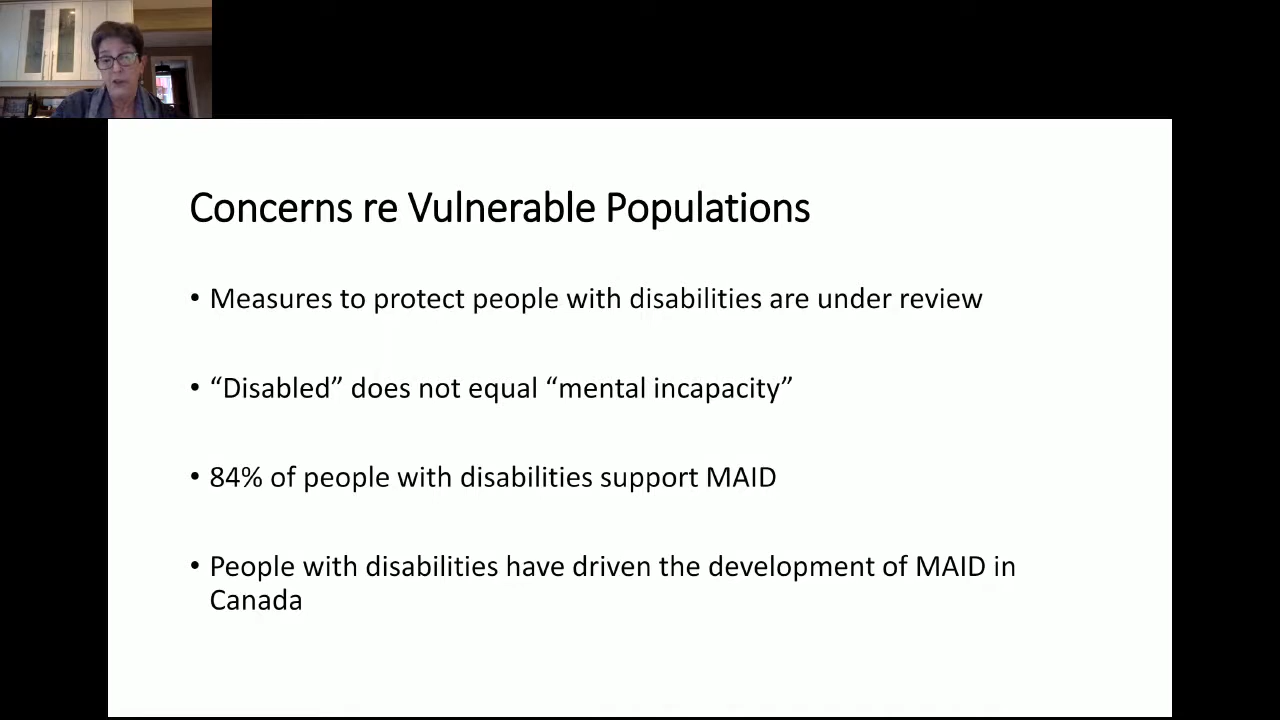 Concerns re Vulnerable Populations
• Measures to protect people with disabilities are under review
• “Disabled” does not equal “mental incapacity”
• 84% of people with disabilities support MAID
• People with disabilities have driven the development of MAID in
Canada